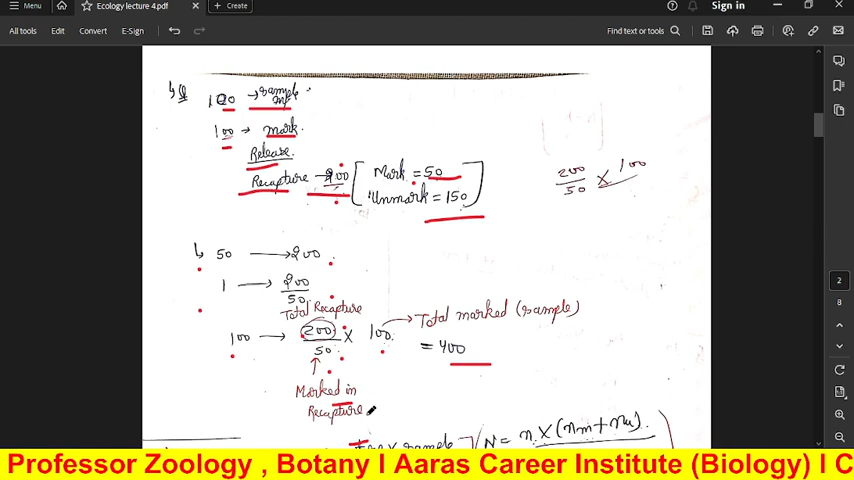 Menu
Ecology lecture 4.pdf
Create
Sign in
All tools
Edit
Convert
E-Sign
Find text or tools
100 → sample
100 → mark.
Release.
Recapture → 200
Mark = 50
Unmark = 150
200/50 × 100
50 → 200
1 → 200/50
Total Recapture
100 → 200/50 × 100
Total marked (sample)
= 400
Marked in
Recapture
N = n × (nm + nu).
2
8
Professor Zoology , Botany l Aaras Career Institute (Biology) l C